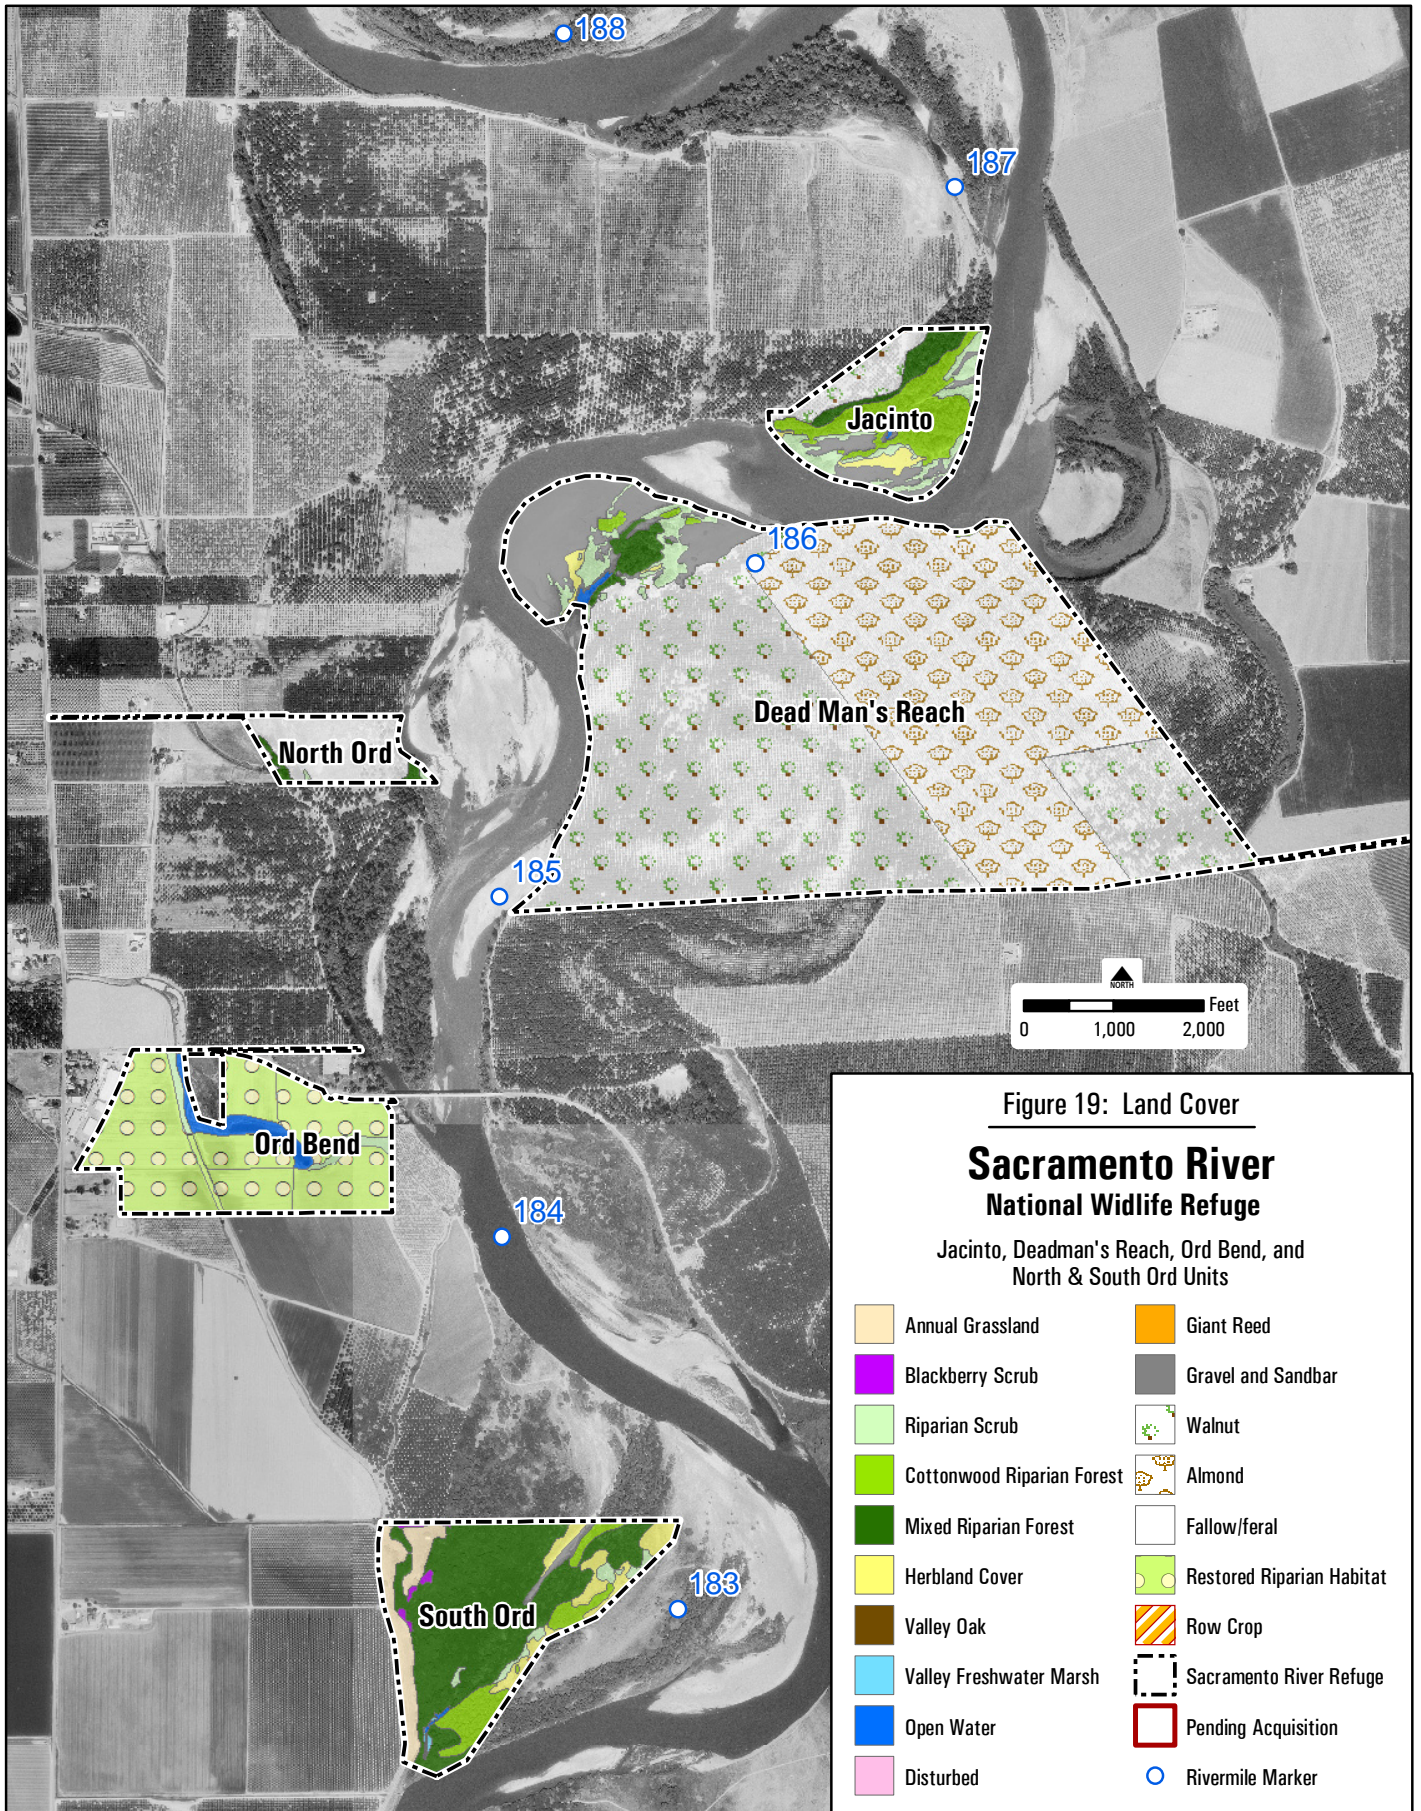 188
187
Jacinto
186
Dead Man's Reach
North Ord
185
NORTH
Feet
0 1,000 2,000
Ord Bend
184
South Ord
183
Figure 19: Land Cover
Sacramento River
National Widlife Refuge
Jacinto, Deadman's Reach, Ord Bend, and
North & South Ord Units
Annual Grassland
Blackberry Scrub
Riparian Scrub
Cottonwood Riparian Forest
Mixed Riparian Forest
Herbland Cover
Valley Oak
Valley Freshwater Marsh
Open Water
Disturbed
Giant Reed
Gravel and Sandbar
Walnut
Almond
Fallow/feral
Restored Riparian Habitat
Row Crop
Sacramento River Refuge
Pending Acquisition
Rivermile Marker